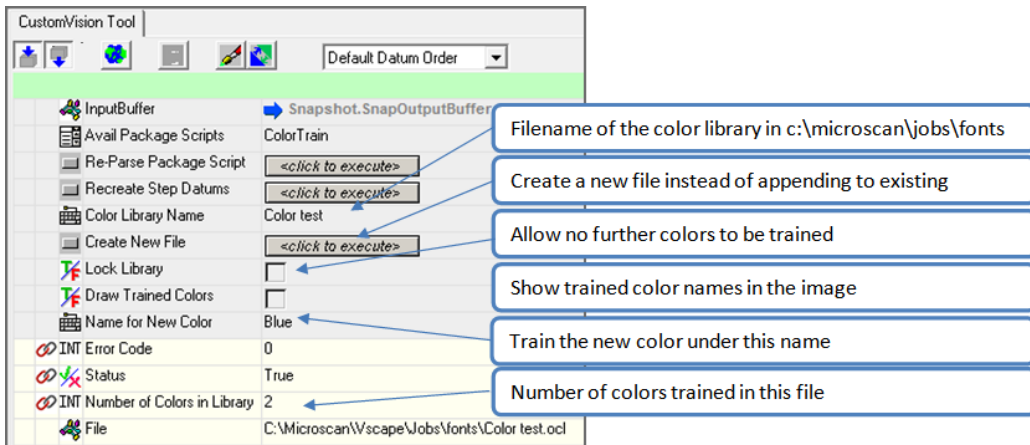 CustomVision Tool
Default Datum Order
InputBuffer Snapshot.SnapOutputBuffer
Filename of the color library in c:\microscan\jobs\fonts
Avail Package Scripts ColorTrain
Re-Parse Package Script <click to execute>
Create a new file instead of appending to existing
Recreate Step Datums <click to execute>
Color Library Name Color test
Allow no further colors to be trained
Create New File <click to execute>
T/F Lock Library
Show trained color names in the image
T/F Draw Trained Colors
Name for New Color Blue
Train the new color under this name
INT Error Code 0
Status True
Number of colors trained in this file
INT Number of Colors in Library 2
File C:\Microscan\Vscape\Jobs\fonts\Color test.ocl